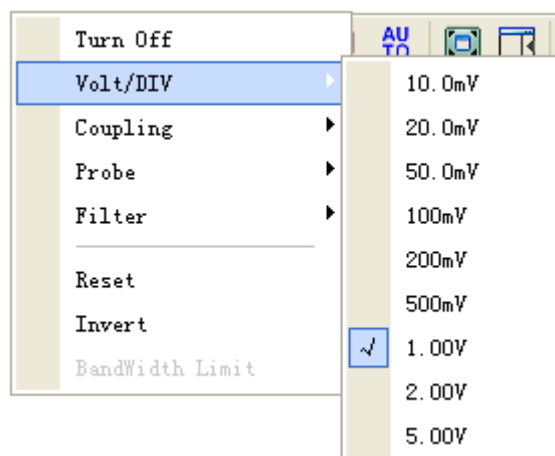 Turn Off
AUTO
Volt/DIV
Coupling
Probe
Filter
Reset
Invert
BandWidth Limit
10.0mV
20.0mV
50.0mV
100mV
200mV
500mV
1.00V
2.00V
5.00V